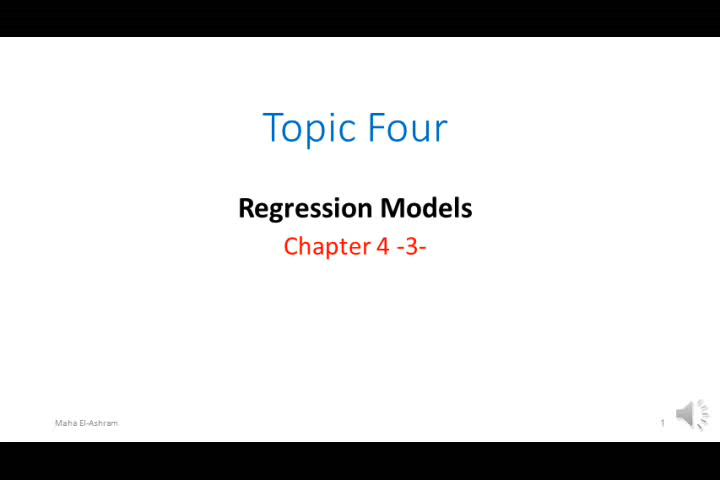 Topic Four
Regression Models
Chapter 4 -3-
Maha El-Ashram
1